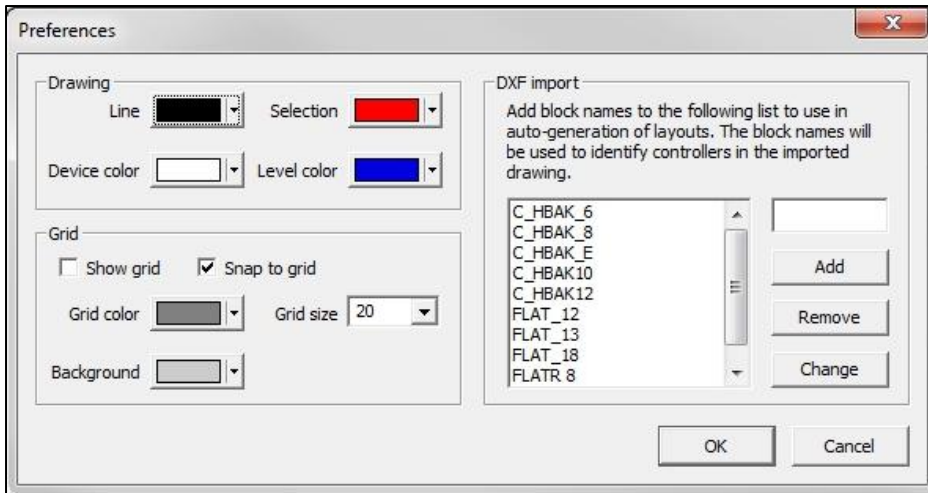 Preferences
Drawing
Line
Selection
Device color
Level color
Grid
Show grid
Snap to grid
Grid color
Grid size
20
Background
DXF import
Add block names to the following list to use in
auto-generation of layouts. The block names will
be used to identify controllers in the imported
drawing.
C_HBAK_6
C_HBAK_8
C_HBAK_E
C_HBAK10
C_HBAK12
FLAT_12
FLAT_13
FLAT_18
FLATR 8
Add
Remove
Change
OK
Cancel